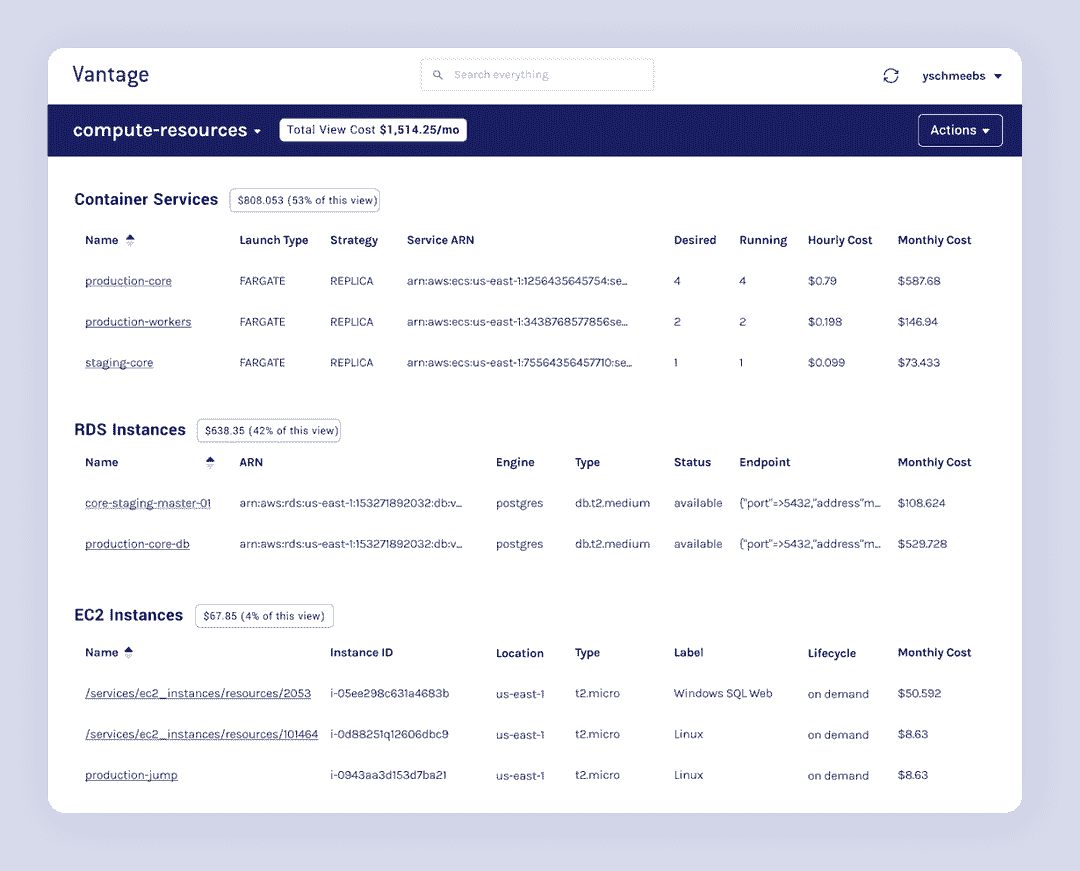 Vantage
Search everything
yschmeebs
compute-resources Total View Cost $1,514.25/mo Actions
Container Services $808.053 (53% of this view)
Name Launch Type Strategy Service ARN Desired Running Hourly Cost Monthly Cost
production-core FARGATE REPLICA arn:aws:ecs:us-east-1:1256435645754:se... 4 4 $0.79 $587.68
production-workers FARGATE REPLICA arn:aws:ecs:us-east-1:3438768577856se... 2 2 $0.198 $146.94
staging-core FARGATE REPLICA arn:aws:ecs:us-east-1:75564356457710:se... 1 1 $0.099 $73.433
RDS Instances $638.35 (42% of this view)
Name ARN Engine Type Status Endpoint Monthly Cost
core-staging-master-01 arn:aws:rds:us-east-1:153271892032:db:v... postgres db.t2.medium available {"port"=>5432,"address"m... $108.624
production-core-db arn:aws:rds:us-east-1:153271892032:db:v... postgres db.t2.medium available {"port"=>5432,"address"m... $529.728
EC2 Instances $67.85 (4% of this view)
Name Instance ID Location Type Label Lifecycle Monthly Cost
/services/ec2_instances/resources/2053 i-05ee298c631a4683b us-east-1 t2.micro Windows SQL Web on demand $50.592
/services/ec2_instances/resources/101464 i-0d88251q12606dbc9 us-east-1 t2.micro Linux on demand $8.63
production-jump i-0943aa3d153d7ba21 us-east-1 t2.micro Linux on demand $8.63